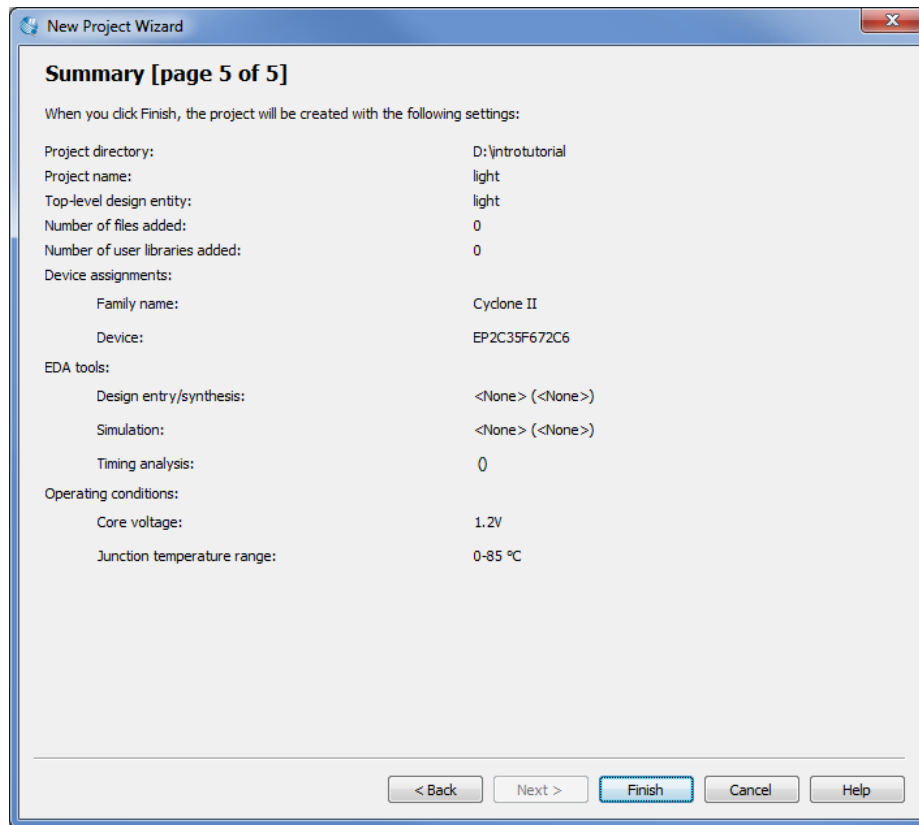 New Project Wizard
Summary [page 5 of 5]
When you click Finish, the project will be created with the following settings:
Project directory: D:\introtutorial
Project name: light
Top-level design entity: light
Number of files added: 0
Number of user libraries added: 0
Device assignments:
Family name: Cyclone II
Device: EP2C35F672C6
EDA tools:
Design entry/synthesis: <None> (<None>)
Simulation: <None> (<None>)
Timing analysis: ()
Operating conditions:
Core voltage: 1.2V
Junction temperature range: 0-85 ºC
< Back Next > Finish Cancel Help